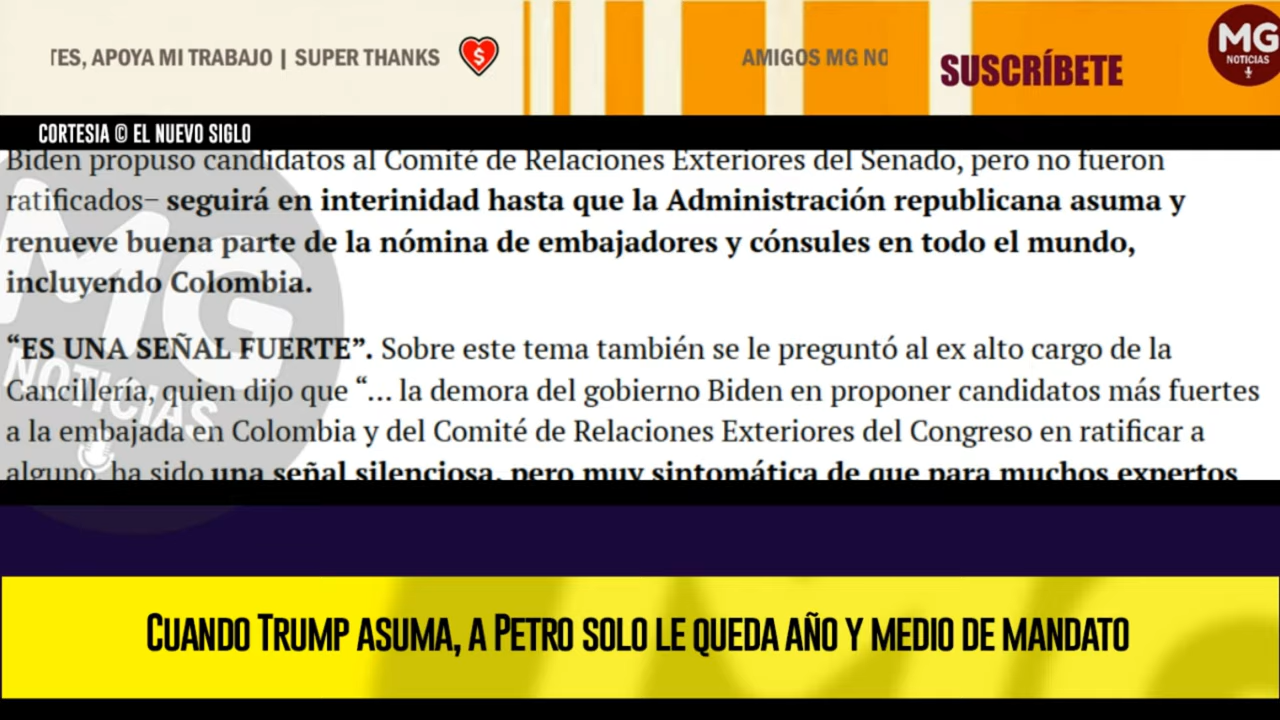 TES, APOYA MI TRABAJO | SUPER THANKS
AMIGOS MG NO
SUSCRÍBETE
MG
NOTICIAS
CORTESIA © EL NUEVO SIGLO
Biden propuso candidatos al Comité de Relaciones Exteriores del Senado, pero no fueron
ratificados– seguirá en interinidad hasta que la Administración republicana asuma y
renueve buena parte de la nómina de embajadores y cónsules en todo el mundo,
incluyendo Colombia.
“ES UNA SEÑAL FUERTE”. Sobre este tema también se le preguntó al ex alto cargo de la
Cancillería, quien dijo que “… la demora del gobierno Biden en proponer candidatos más fuertes
a la embajada en Colombia y del Comité de Relaciones Exteriores del Congreso en ratificar a
alguno, ha sido una señal silenciosa, pero muy sintomática de que para muchos expertos
MG
NOTICIAS
CUANDO TRUMP ASUMA, A PETRO SOLO LE QUEDA AÑO Y MEDIO DE MANDATO